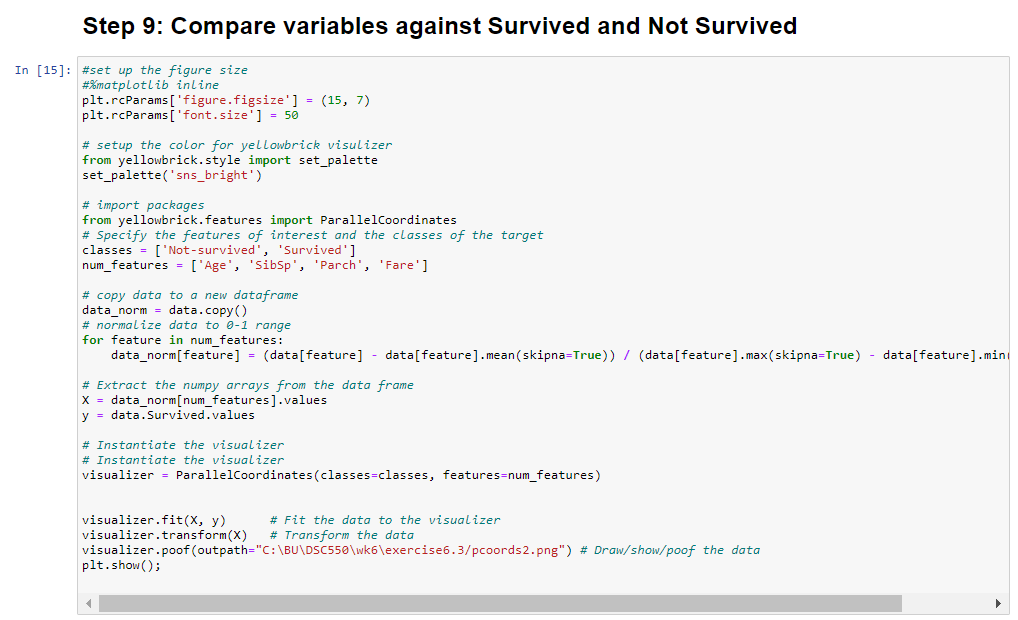 Step 9: Compare variables against Survived and Not Survived
In [15]: #set up the figure size
#%matplotlib inline
plt.rcParams['figure.figsize'] = (15, 7)
plt.rcParams['font.size'] = 50
# setup the color for yellowbrick visulizer
from yellowbrick.style import set_palette
set_palette('sns_bright')
# import packages
from yellowbrick.features import ParallelCoordinates
# Specify the features of interest and the classes of the target
classes = ['Not-survived', 'Survived']
num_features = ['Age', 'SibSp', 'Parch', 'Fare']
# copy data to a new dataframe
data_norm = data.copy()
# normalize data to 0-1 range
for feature in num_features:
    data_norm[feature] = (data[feature] - data[feature].mean(skipna=True)) / (data[feature].max(skipna=True) - data[feature].min(
# Extract the numpy arrays from the data frame
X = data_norm[num_features].values
y = data.Survived.values
# Instantiate the visualizer
# Instantiate the visualizer
visualizer = ParallelCoordinates(classes=classes, features=num_features)
visualizer.fit(X, y)      # Fit the data to the visualizer
visualizer.transform(X)   # Transform the data
visualizer.poof(outpath="C:\BU\DSC550\wk6\exercise6.3/pcoords2.png") # Draw/show/poof the data
plt.show();